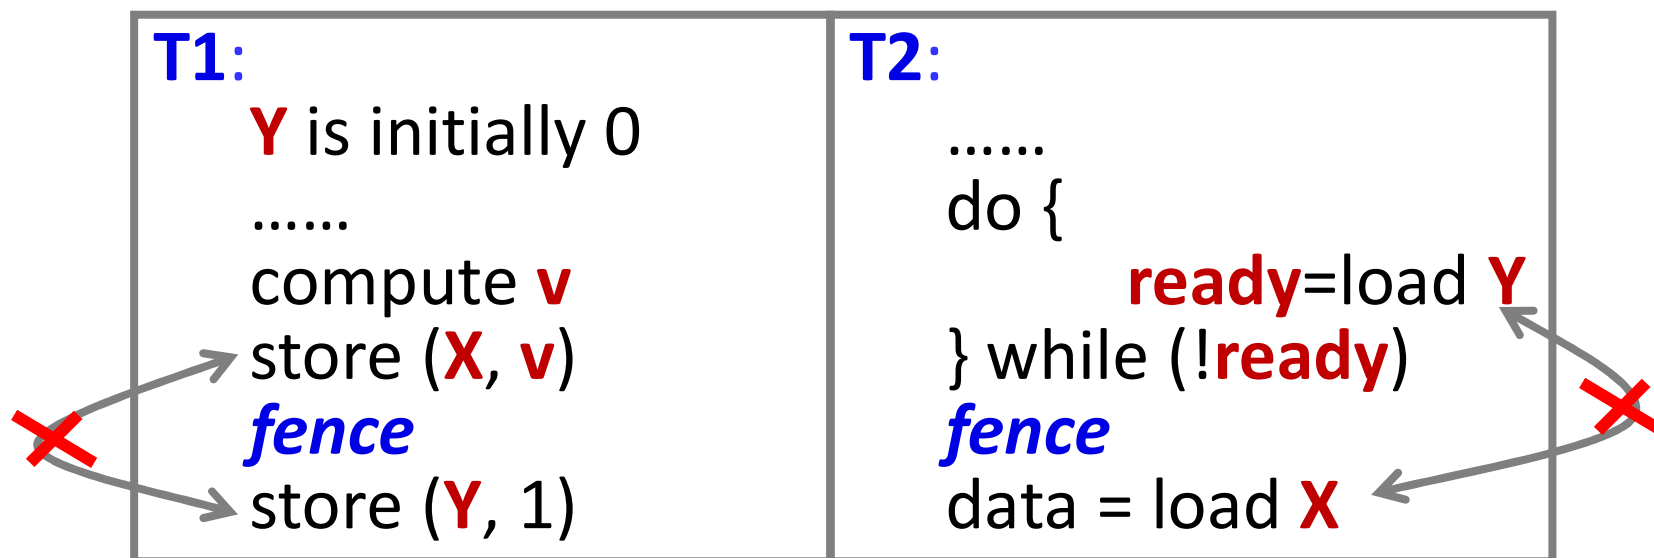 T1:
Y is initially 0
......
compute v
store (X, v)
fence
store (Y, 1)
T2:
......
do {
ready=load Y
} while (!ready)
fence
data = load X